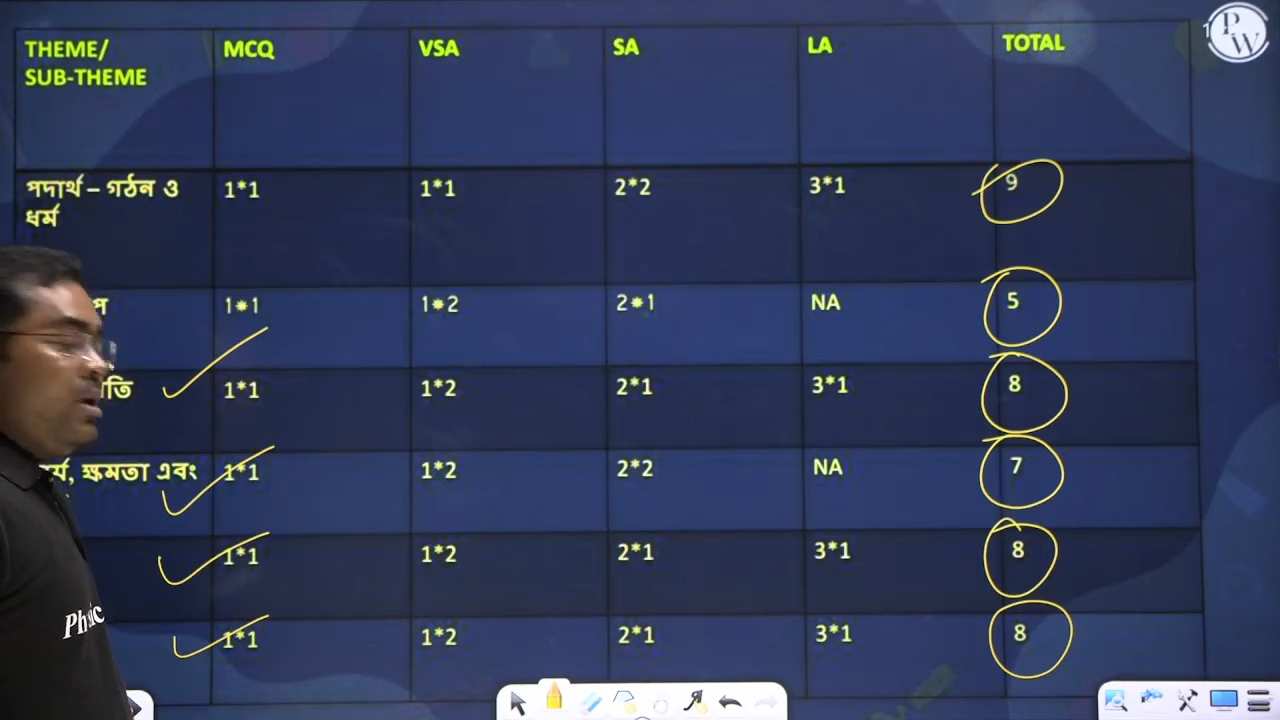 THEME/ MCQ VSA SA LA TOTAL
SUB-THEME
PW
পদার্থ – গঠন ও 1*1 1*1 2*2 3*1 9
ধর্ম
1*1 1*2 2*1 NA 5
1*1 1*2 2*1 3*1 8
ক্ষমতা এবং 1*1 1*2 2*2 NA 7
1*1 1*2 2*1 3*1 8
1*1 1*2 2*1 3*1 8